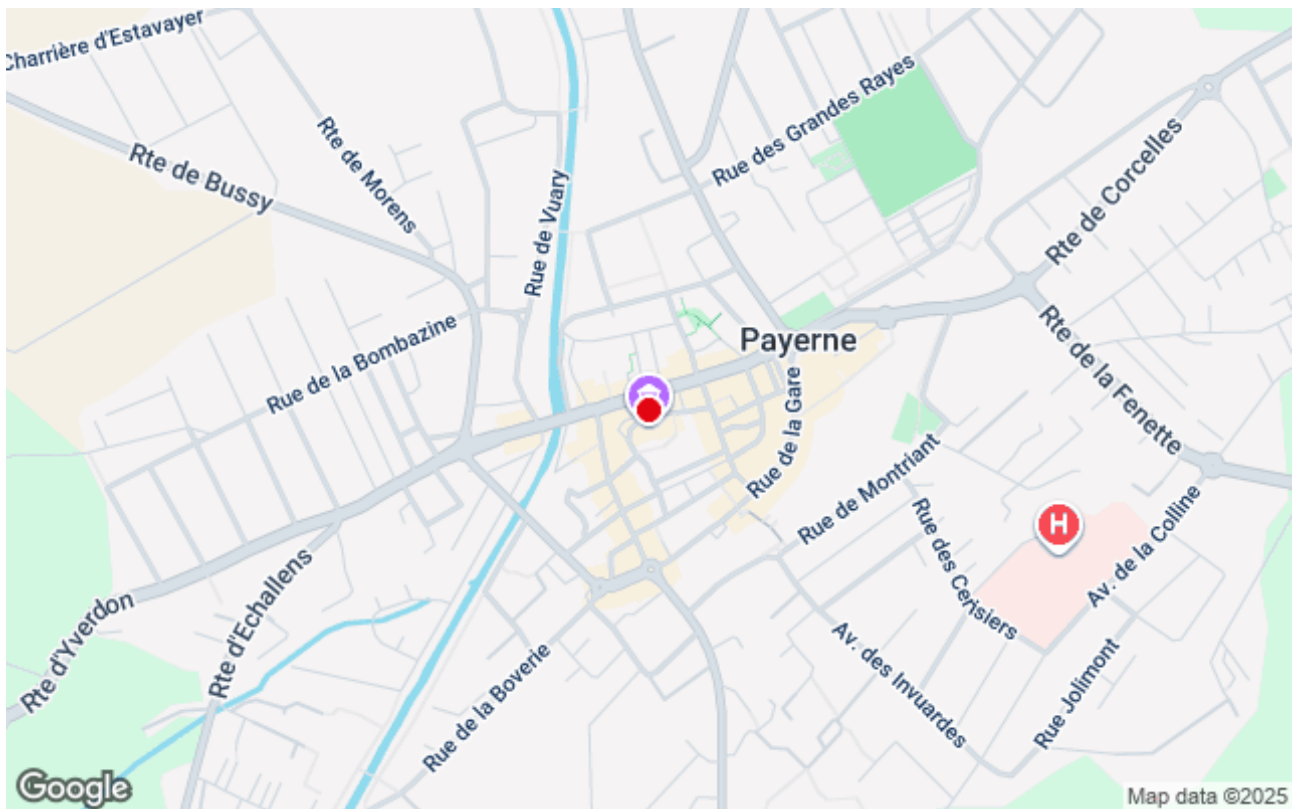 Charrière d'Estavayer
Rte de Morens
Rte de Bussy
Rue de Vuary
Rue des Grandes Rayes
Rte de Corcelles
Rue de la Bombazine
Payerne
Rte de la Fenette
Rue de la Gare
Rue de Montriant
H
Rue des Cerisiers
Av. de la Colline
Rte d'Yverdon
Rte d'Echallens
Rue de la Boverie
Av. des Invuardes
Rue Jolimont
Google
Map data ©2025